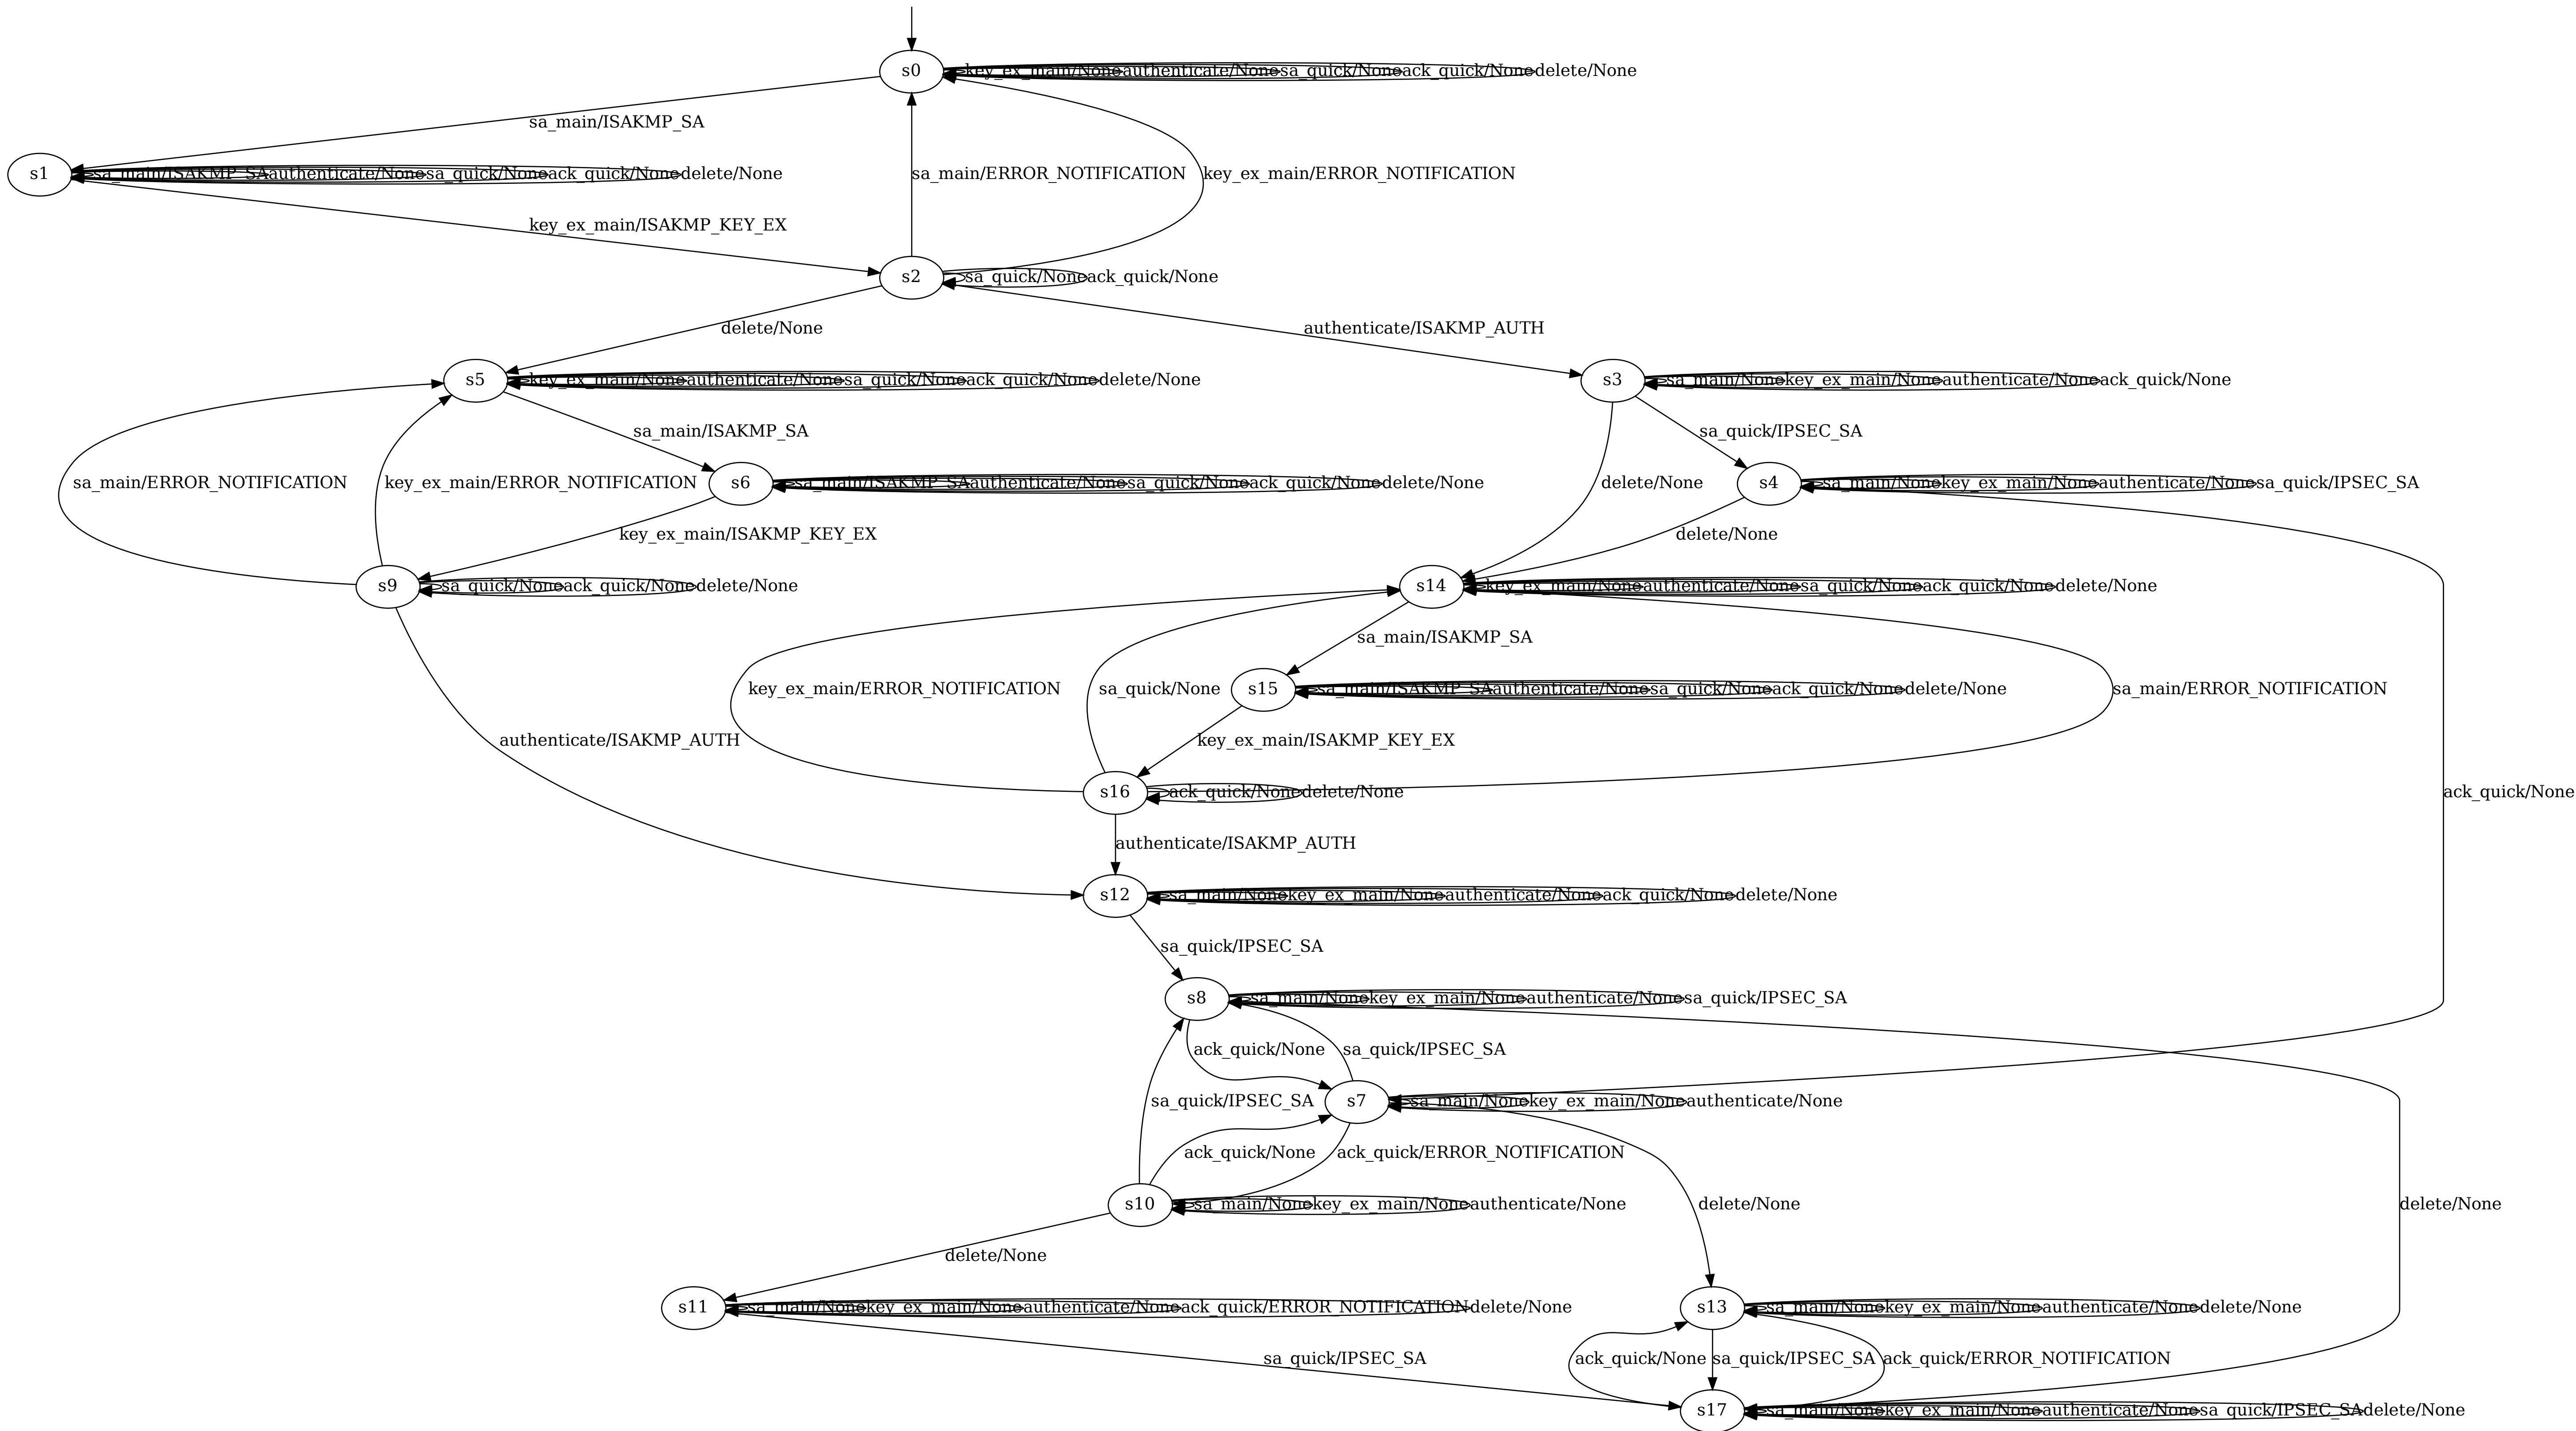 s0 key_ex_main/None authenticate/None sa_quick/None ack_quick/None delete/None
sa_main/ISAKMP_SA
s1 sa_main/ISAKMP_SA authenticate/None sa_quick/None ack_quick/None delete/None
sa_main/ERROR_NOTIFICATION key_ex_main/ERROR_NOTIFICATION
key_ex_main/ISAKMP_KEY_EX
s2 sa_quick/None ack_quick/None
delete/None authenticate/ISAKMP_AUTH
s5 key_ex_main/None authenticate/None sa_quick/None ack_quick/None delete/None
s3 sa_main/None key_ex_main/None authenticate/None ack_quick/None
sa_main/ISAKMP_SA sa_quick/IPSEC_SA
sa_main/ERROR_NOTIFICATION key_ex_main/ERROR_NOTIFICATION
s6 sa_main/ISAKMP_SA authenticate/None sa_quick/None ack_quick/None delete/None
delete/None
s4 sa_main/None key_ex_main/None authenticate/None sa_quick/IPSEC_SA
key_ex_main/ISAKMP_KEY_EX delete/None
s9 sa_quick/None ack_quick/None delete/None
s14 key_ex_main/None authenticate/None sa_quick/None ack_quick/None delete/None
sa_main/ISAKMP_SA
key_ex_main/ERROR_NOTIFICATION sa_quick/None
s15 sa_main/ISAKMP_SA authenticate/None sa_quick/None ack_quick/None delete/None
sa_main/ERROR_NOTIFICATION
authenticate/ISAKMP_AUTH key_ex_main/ISAKMP_KEY_EX
s16 ack_quick/None delete/None
ack_quick/None
authenticate/ISAKMP_AUTH
s12 sa_main/None key_ex_main/None authenticate/None ack_quick/None delete/None
sa_quick/IPSEC_SA
s8 sa_main/None key_ex_main/None authenticate/None sa_quick/IPSEC_SA
ack_quick/None sa_quick/IPSEC_SA
sa_quick/IPSEC_SA
s7 sa_main/None key_ex_main/None authenticate/None
ack_quick/None ack_quick/ERROR_NOTIFICATION
s10 sa_main/None key_ex_main/None authenticate/None
delete/None
delete/None
delete/None
s11 sa_main/None key_ex_main/None authenticate/None ack_quick/ERROR_NOTIFICATION delete/None
s13 sa_main/None key_ex_main/None authenticate/None delete/None
sa_quick/IPSEC_SA ack_quick/None sa_quick/IPSEC_SA ack_quick/ERROR_NOTIFICATION
s17 sa_main/None key_ex_main/None authenticate/None sa_quick/IPSEC_SA delete/None